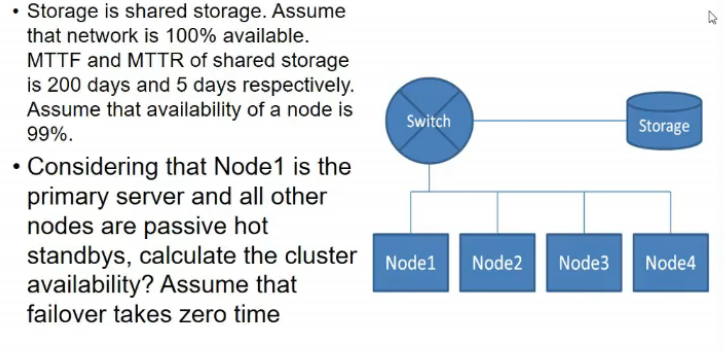 • Storage is shared storage. Assume
that network is 100% available.
MTTF and MTTR of shared storage
is 200 days and 5 days respectively.
Assume that availability of a node is
99%.
• Considering that Node1 is the
primary server and all other
nodes are passive hot
standbys, calculate the cluster
availability? Assume that
failover takes zero time
Switch
Storage
Node1 Node2 Node3 Node4